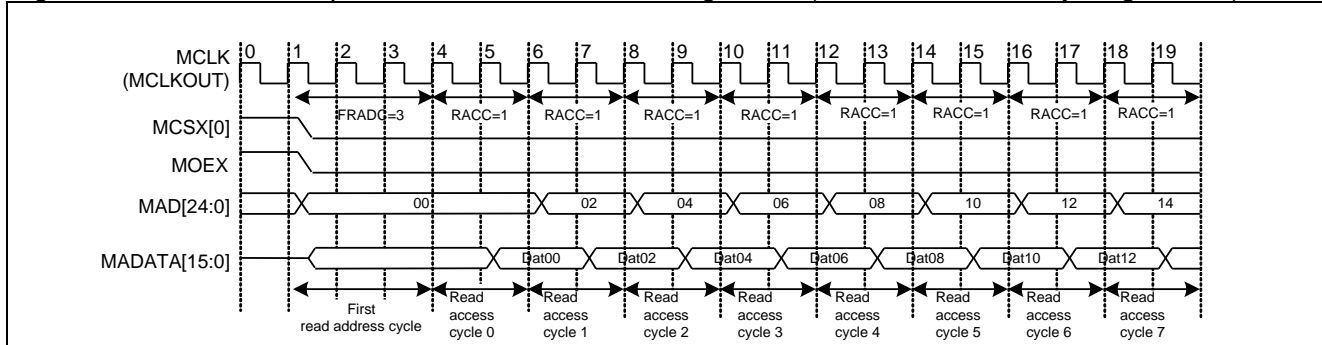 MCLK
(MCLKOUT)
0 1 2 3 4 5 6 7 8 9 10 11 12 13 14 15 16 17 18 19
FRADC=3 RACC=1 RACC=1 RACC=1 RACC=1 RACC=1 RACC=1 RACC=1 RACC=1
MCSX[0]
MOEX
MAD[24:0] 00 02 04 06 08 10 12 14
MADATA[15:0] Dat00 Dat02 Dat04 Dat06 Dat08 Dat10 Dat12
First
read address cycle
Read
access
cycle 0
Read
access
cycle 1
Read
access
cycle 2
Read
access
cycle 3
Read
access
cycle 4
Read
access
cycle 5
Read
access
cycle 6
Read
access
cycle 7